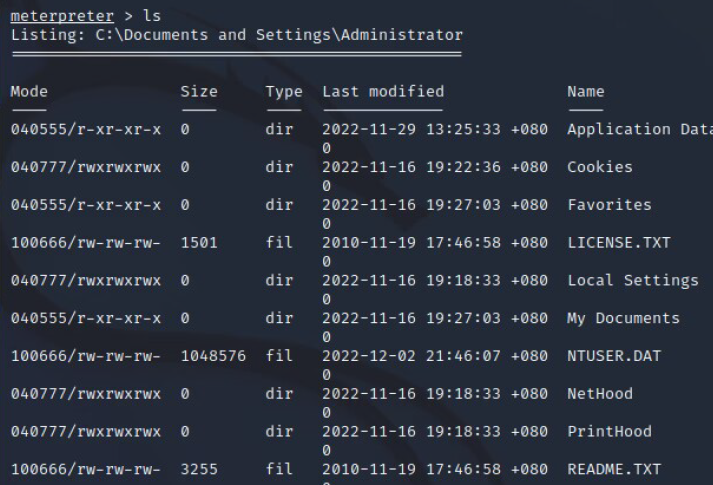 meterpreter > ls
Listing: C:\Documents and Settings\Administrator
================================================
Mode Size Type Last modified Name
---- ---- ---- ------------- ----
040555/r-xr-xr-x 0 dir 2022-11-29 13:25:33 +080 Application Data
0
040777/rwxrwxrwx 0 dir 2022-11-16 19:22:36 +080 Cookies
0
040555/r-xr-xr-x 0 dir 2022-11-16 19:27:03 +080 Favorites
0
100666/rw-rw-rw- 1501 fil 2010-11-19 17:46:58 +080 LICENSE.TXT
0
040777/rwxrwxrwx 0 dir 2022-11-16 19:18:33 +080 Local Settings
0
040555/r-xr-xr-x 0 dir 2022-11-16 19:27:03 +080 My Documents
0
100666/rw-rw-rw- 1048576 fil 2022-12-02 21:46:07 +080 NTUSER.DAT
0
040777/rwxrwxrwx 0 dir 2022-11-16 19:18:33 +080 NetHood
0
040777/rwxrwxrwx 0 dir 2022-11-16 19:18:33 +080 PrintHood
0
100666/rw-rw-rw- 3255 fil 2010-11-19 17:46:58 +080 README.TXT